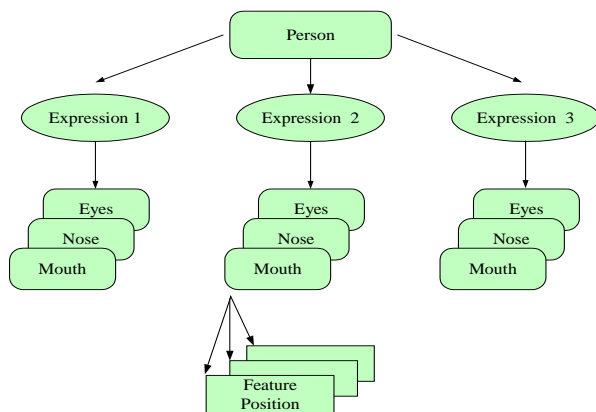 Person
Expression 1
Expression 2
Expression 3
Eyes
Nose
Mouth
Eyes
Nose
Mouth
Eyes
Nose
Mouth
Feature
Position